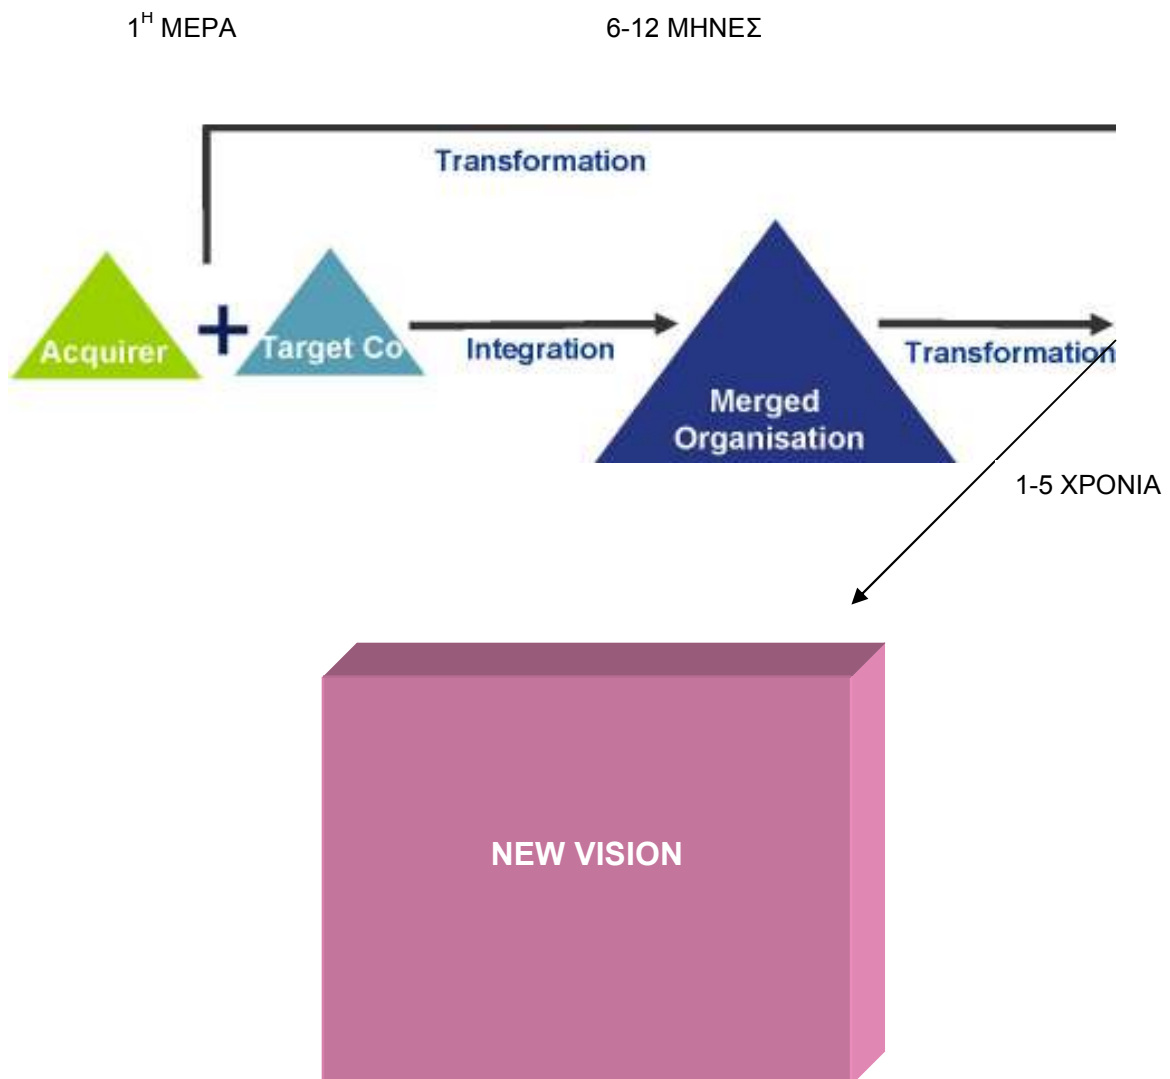 1Η ΜΕΡΑ
6-12 ΜΗΝΕΣ
Transformation
Acquirer
+
Target Co
Integration
Merged
Organisation
Transformation
1-5 ΧΡΟΝΙΑ
NEW VISION